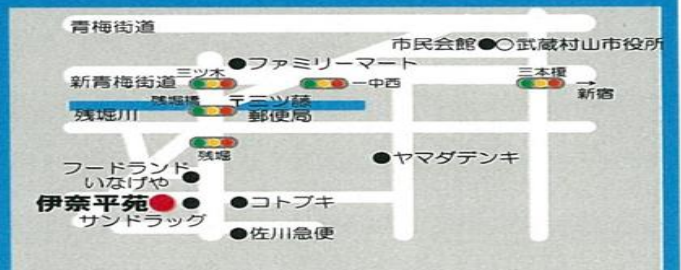 青梅街道
市民会館●○武蔵村山市役所
●ファミリーマート
三ツ木
新青梅街道
一中西
三本榎
→
新宿
残堀橋
〒三ツ藤
郵便局
残堀川
残堀
●ヤマダデンキ
フードランド
いなげや●
伊奈平苑●
●
サンドラッグ
●コトブキ
●佐川急便